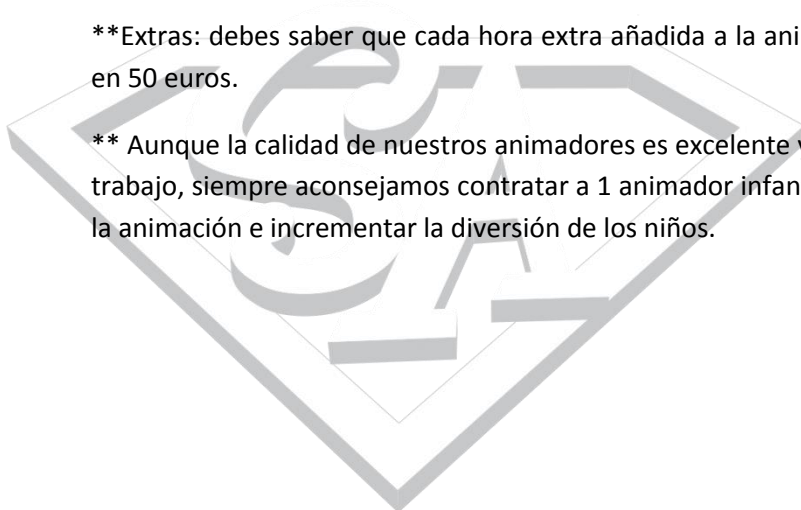 **Extras: debes saber que cada hora extra añadida a la ani
en 50 euros.
** Aunque la calidad de nuestros animadores es excelente
trabajo, siempre aconsejamos contratar a 1 animador infan
la animación e incrementar la diversión de los niños.
SA